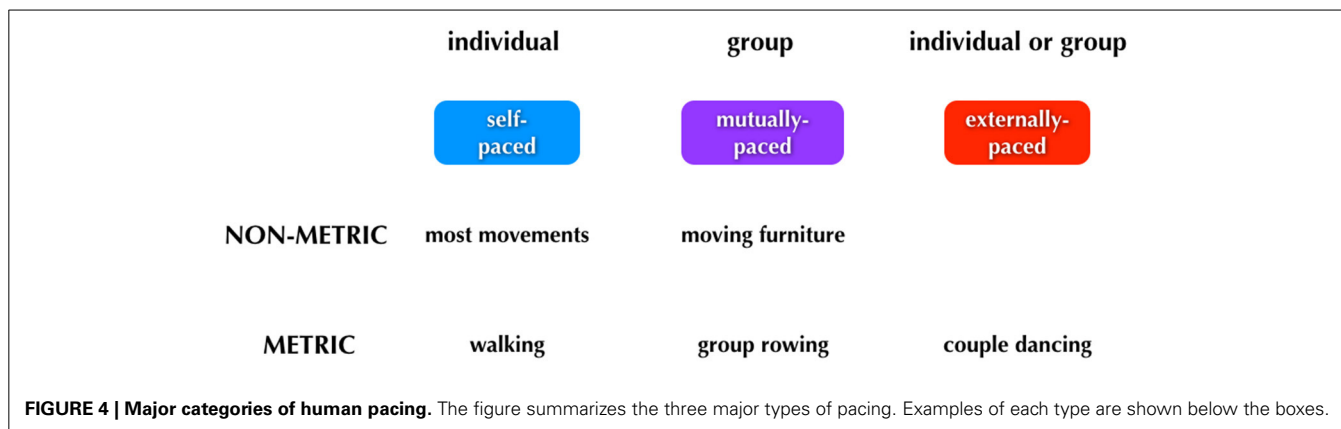 individual group individual or group
self- mutually- externally-
paced paced paced
NON-METRIC most movements moving furniture
METRIC walking group rowing couple dancing
FIGURE 4 | Major categories of human pacing. The figure summarizes the three major types of pacing. Examples of each type are shown below the boxes.